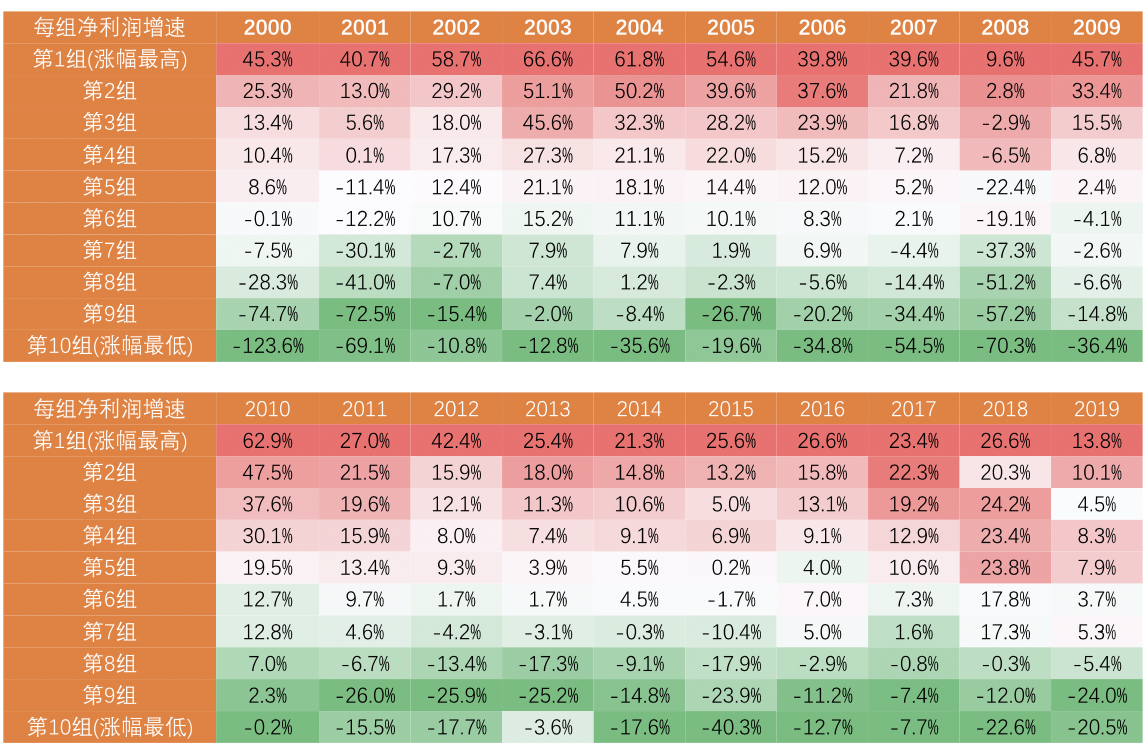 每组净利润增速 2000 2001 2002 2003 2004 2005 2006 2007 2008 2009
第1组(涨幅最高) 45.3% 40.7% 58.7% 66.6% 61.8% 54.6% 39.8% 39.6% 9.6% 45.7%
第2组 25.3% 13.0% 29.2% 51.1% 50.2% 39.6% 37.6% 21.8% 2.8% 33.4%
第3组 13.4% 5.6% 18.0% 45.6% 32.3% 28.2% 23.9% 16.8% -2.9% 15.5%
第4组 10.4% 0.1% 17.3% 27.3% 21.1% 22.0% 15.2% 7.2% -6.5% 6.8%
第5组 8.6% -11.4% 12.4% 21.1% 18.1% 14.4% 12.0% 5.2% -22.4% 2.4%
第6组 -0.1% -12.2% 10.7% 15.2% 11.1% 10.1% 8.3% 2.1% -19.1% -4.1%
第7组 -7.5% -30.1% -2.7% 7.9% 7.9% 1.9% 6.9% -4.4% -37.3% -2.6%
第8组 -28.3% -41.0% -7.0% 7.4% 1.2% -2.3% -5.6% -14.4% -51.2% -6.6%
第9组 -74.7% -72.5% -15.4% -2.0% -8.4% -26.7% -20.2% -34.4% -57.2% -14.8%
第10组(涨幅最低) -123.6% -69.1% -10.8% -12.8% -35.6% -19.6% -34.8% -54.5% -70.3% -36.4%
每组净利润增速 2010 2011 2012 2013 2014 2015 2016 2017 2018 2019
第1组(涨幅最高) 62.9% 27.0% 42.4% 25.4% 21.3% 25.6% 26.6% 23.4% 26.6% 13.8%
第2组 47.5% 21.5% 15.9% 18.0% 14.8% 13.2% 15.8% 22.3% 20.3% 10.1%
第3组 37.6% 19.6% 12.1% 11.3% 10.6% 5.0% 13.1% 19.2% 24.2% 4.5%
第4组 30.1% 15.9% 8.0% 7.4% 9.1% 6.9% 9.1% 12.9% 23.4% 8.3%
第5组 19.5% 13.4% 9.3% 3.9% 5.5% 0.2% 4.0% 10.6% 23.8% 7.9%
第6组 12.7% 9.7% 1.7% 1.7% 4.5% -1.7% 7.0% 7.3% 17.8% 3.7%
第7组 12.8% 4.6% -4.2% -3.1% -0.3% -10.4% 5.0% 1.6% 17.3% 5.3%
第8组 7.0% -6.7% -13.4% -17.3% -9.1% -17.9% -2.9% -0.8% -0.3% -5.4%
第9组 2.3% -26.0% -25.9% -25.2% -14.8% -23.9% -11.2% -7.4% -12.0% -24.0%
第10组(涨幅最低) -0.2% -15.5% -17.7% -3.6% -17.6% -40.3% -12.7% -7.7% -22.6% -20.5%